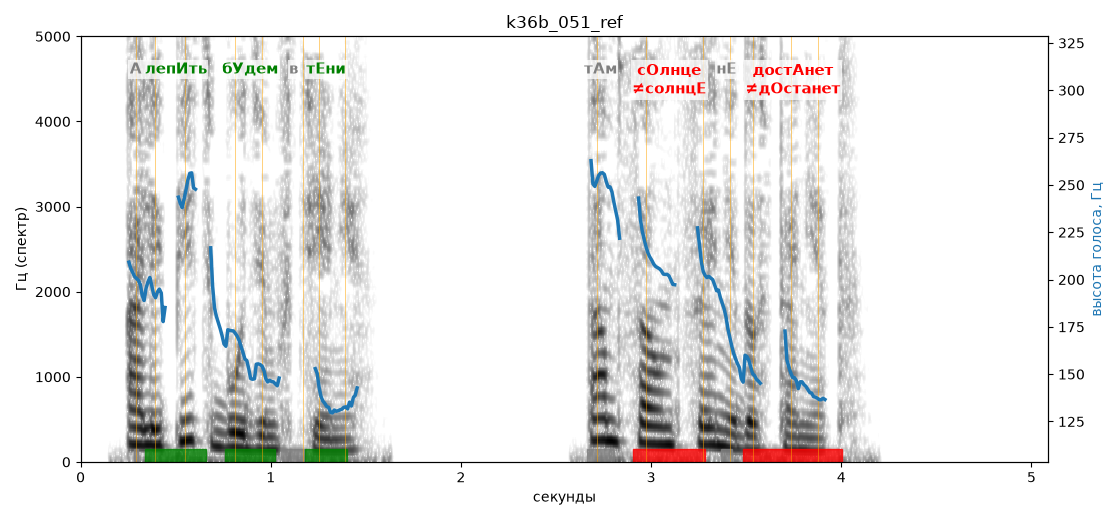 k36b_051_ref
А лепИть бУдем в тЕни тАм сОлнце нЕ достАнет
≠солнцЕ ≠дОстанет
5000
4000
3000
2000
1000
0
Гц (спектр)
325
300
275
250
225
200
175
150
125
высота голоса, Гц
0 1 2 3 4 5
секунды